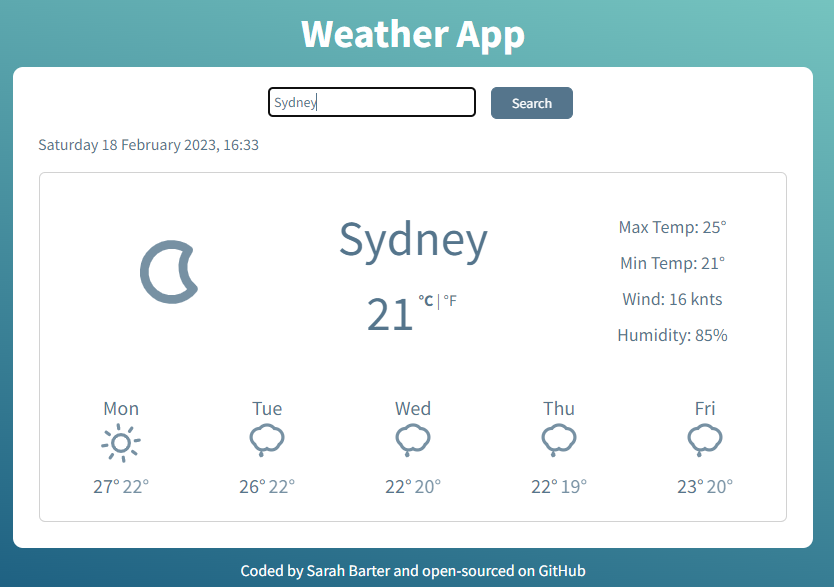 Weather App
Sydney
Search
Saturday 18 February 2023, 16:33
Sydney
21 °C | °F
Max Temp: 25°
Min Temp: 21°
Wind: 16 knts
Humidity: 85%
Mon Tue Wed Thu Fri
27° 22° 26° 22° 22° 20° 22° 19° 23° 20°
Coded by Sarah Barter and open-sourced on GitHub